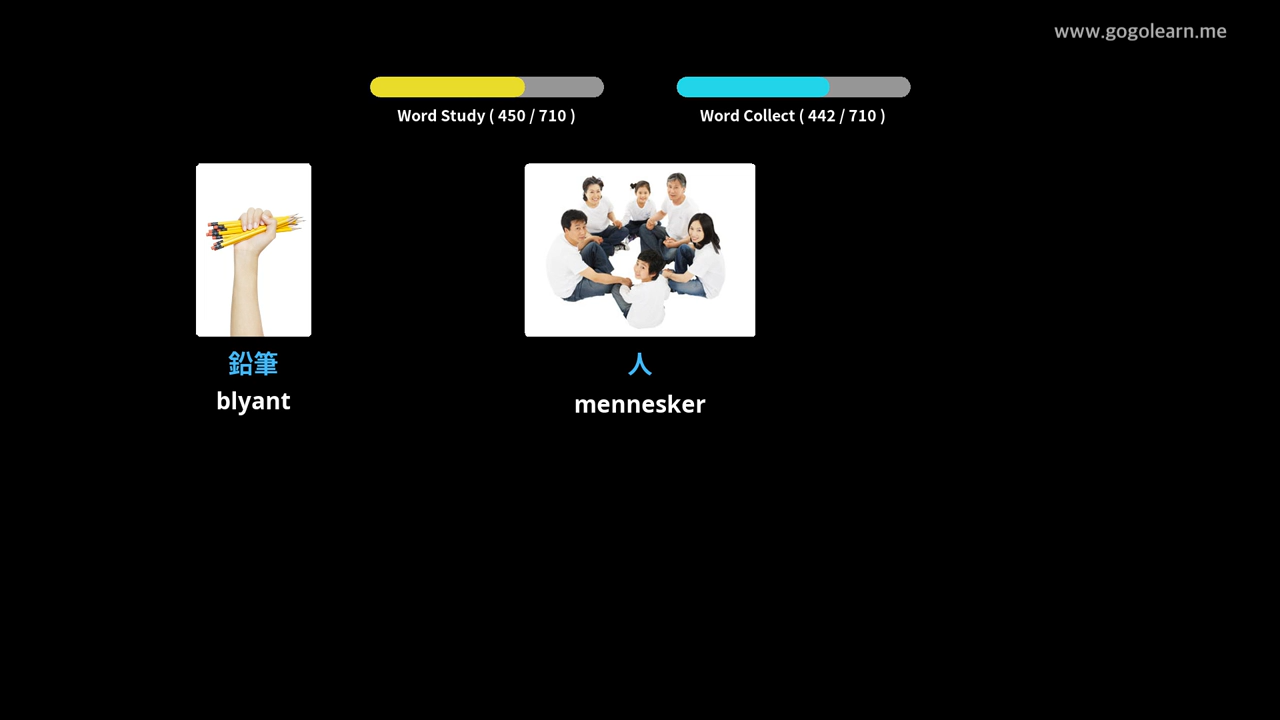 www.gogolearn.me
Word Study ( 450 / 710 )
Word Collect ( 442 / 710 )
鉛筆
blyant
人
mennesker